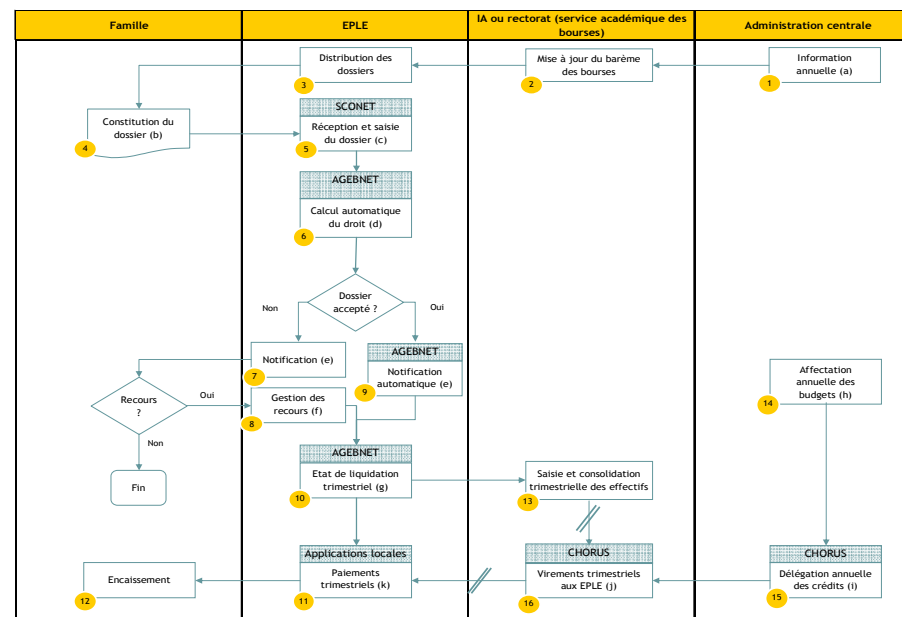 Famille
EPLE
IA ou rectorat (service académique des
bourses)
Administration centrale
Distribution des
dossiers
3
Mise à jour du barème
des bourses
2
Information
annuelle (a)
1
Constitution du
dossier (b)
4
SCONET
Réception et saisie
du dossier (c)
5
AGEBNET
Calcul automatique
du droit (d)
6
Dossier
accepté ?
Non
Oui
Notification (e)
7
AGEBNET
Notification
automatique (e)
9
Affectation
annuelle des
budgets (h)
14
Recours
?
Oui
Non
Gestion des
recours (f)
8
Fin
AGEBNET
Etat de liquidation
trimestriel (g)
10
Saisie et consolidation
trimestrielle des effectifs
13
Encaissement
12
Applications locales
Paiements
trimestriels (k)
11
CHORUS
Virements trimestriels
aux EPLE (j)
16
CHORUS
Délégation annuelle
des crédits (i)
15